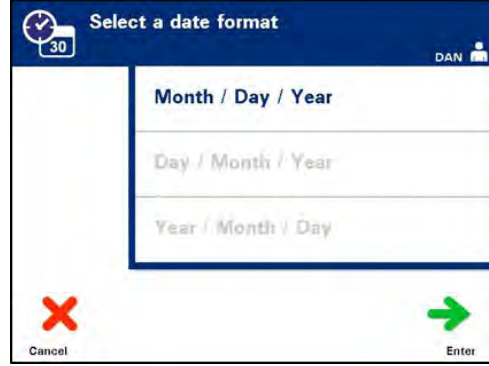 Select a date format
30
DAN
Month / Day / Year
Day / Month / Year
Year / Month / Day
Cancel
Enter